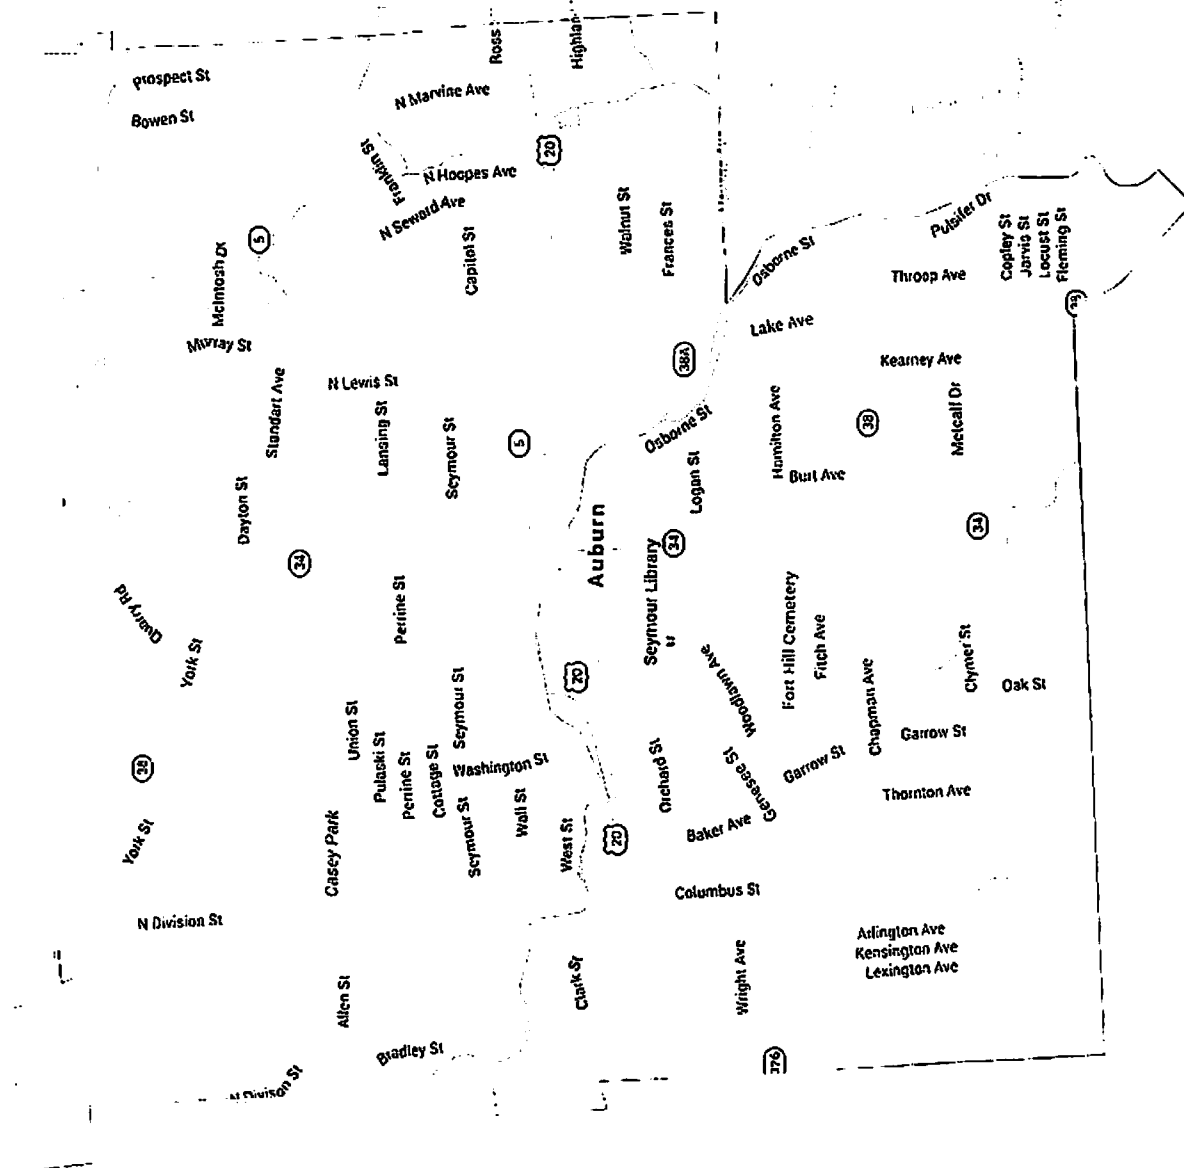 Ross
Highlan
Prospect St
N Marvine Ave
Bowen St
20
Franklin St
N Hoopes Ave
N Seword Ave
Walnut St
Frances St
Pulsifer Dr
Copley St
Jarvis St
Locust St
Fleming St
5
Capitol St
Osborne St
McIntosh Dr
Throop Ave
Lake Ave
Murray St
38A
Kearney Ave
N Lewis St
Standart Ave
Lansing St
Seymour St
5
Osborne St
Hamilton Ave
38
Metcalf Dr
Logan St
Burt Ave
Dayton St
34
Auburn
Seymour Library
34
34
Quarry Rd
York St
Perrine St
Fort Hill Cemetery
Fitch Ave
Clymer St
Oak St
20
Woodlawn Ave
Chapman Ave
Seymour St
Union St
Pulaski St
Perrine St
Cottage St
Washington St
Orchard St
Genesee St
Garrow St
Garrow St
38
Thornton Ave
York St
Casey Park
Seymour St
Wall St
West St
20
Baker Ave
Columbus St
N Division St
Arlington Ave
Kensington Ave
Lexington Ave
Allen St
Clark St
Wright Ave
Bradley St
376
N Divison St